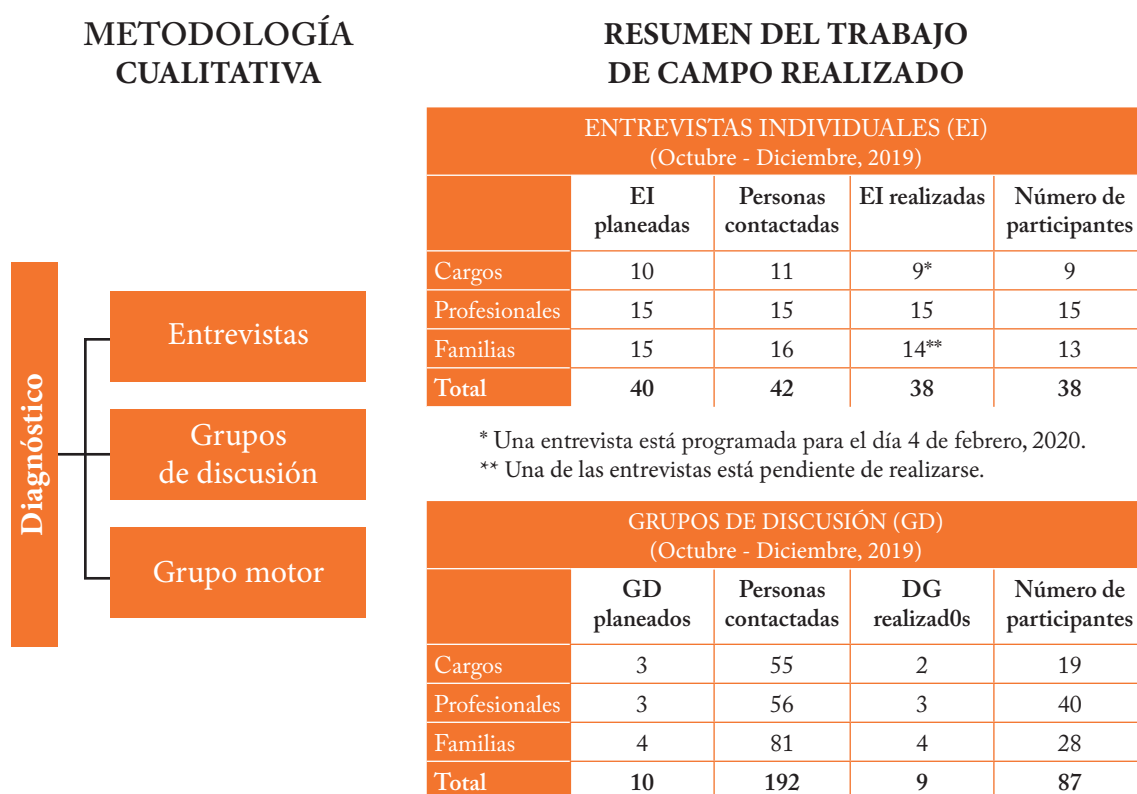 METODOLOGÍA
CUALITATIVA
Diagnóstico
Entrevistas
Grupos
de discusión
Grupo motor
RESUMEN DEL TRABAJO
DE CAMPO REALIZADO
ENTREVISTAS INDIVIDUALES (EI)
(Octubre - Diciembre, 2019)
EI planeadas Personas contactadas EI realizadas Número de participantes
Cargos 10 11 9* 9
Profesionales 15 15 15 15
Familias 15 16 14** 13
Total 40 42 38 38
* Una entrevista está programada para el día 4 de febrero, 2020.
** Una de las entrevistas está pendiente de realizarse.
GRUPOS DE DISCUSIÓN (GD)
(Octubre - Diciembre, 2019)
GD planeados Personas contactadas DG realizad0s Número de participantes
Cargos 3 55 2 19
Profesionales 3 56 3 40
Familias 4 81 4 28
Total 10 192 9 87